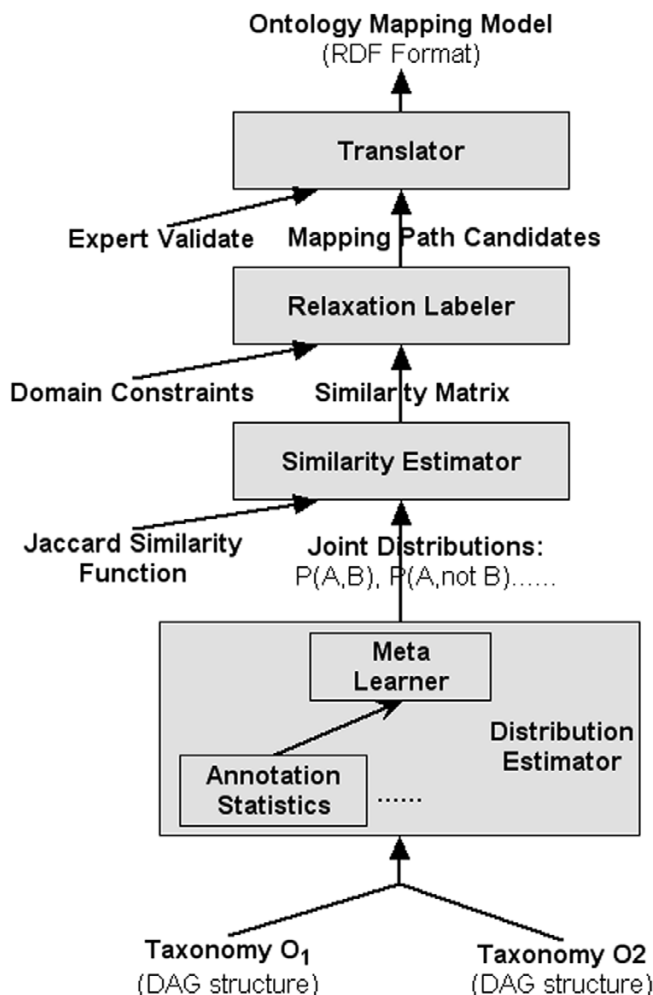 Ontology Mapping Model
(RDF Format)
Translator
Expert Validate
Mapping Path Candidates
Relaxation Labeler
Domain Constraints
Similarity Matrix
Similarity Estimator
Jaccard Similarity
Function
Joint Distributions:
P(A,B), P(A,not B)......
Meta
Learner
Distribution
Estimator
Annotation
Statistics
......
Taxonomy O₁
(DAG structure)
Taxonomy O2
(DAG structure)